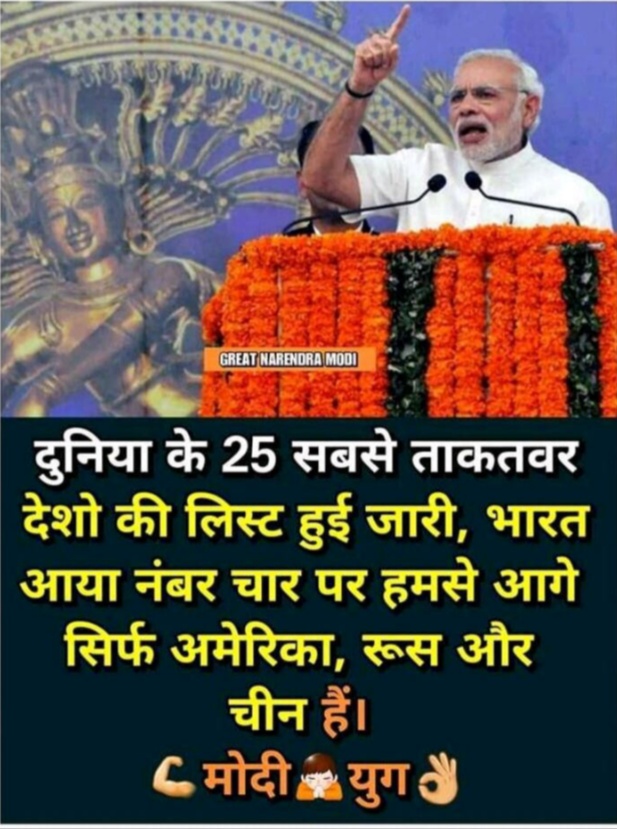 GREAT NARENDRA MODI
दुनिया के 25 सबसे ताकतवर
देशो की लिस्ट हुई जारी, भारत
आया नंबर चार पर हमसे आगे
सिर्फ अमेरिका, रूस और
चीन हैं।
💪मोदी🙏युग👌